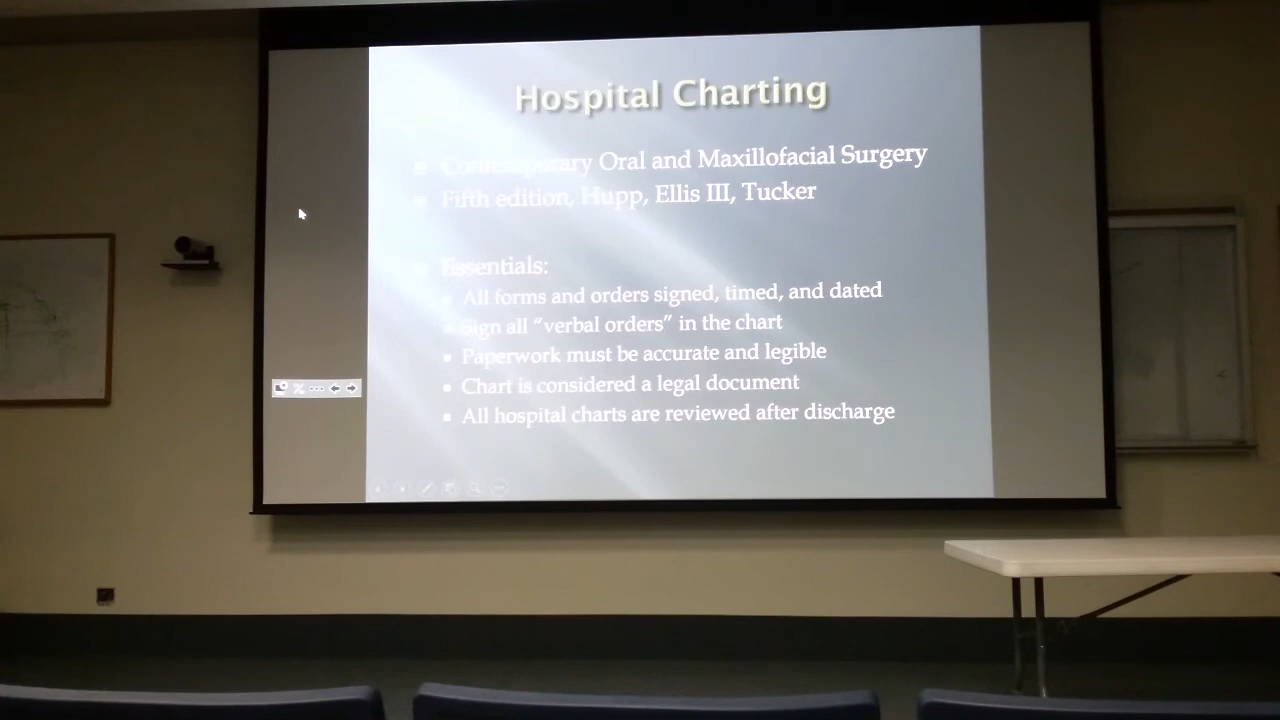 Hospital Charting
Contemporary Oral and Maxillofacial Surgery
Fifth edition, Hupp, Ellis III, Tucker
Essentials:
All forms and orders signed, timed, and dated
Sign all “verbal orders” in the chart
Paperwork must be accurate and legible
Chart is considered a legal document
All hospital charts are reviewed after discharge